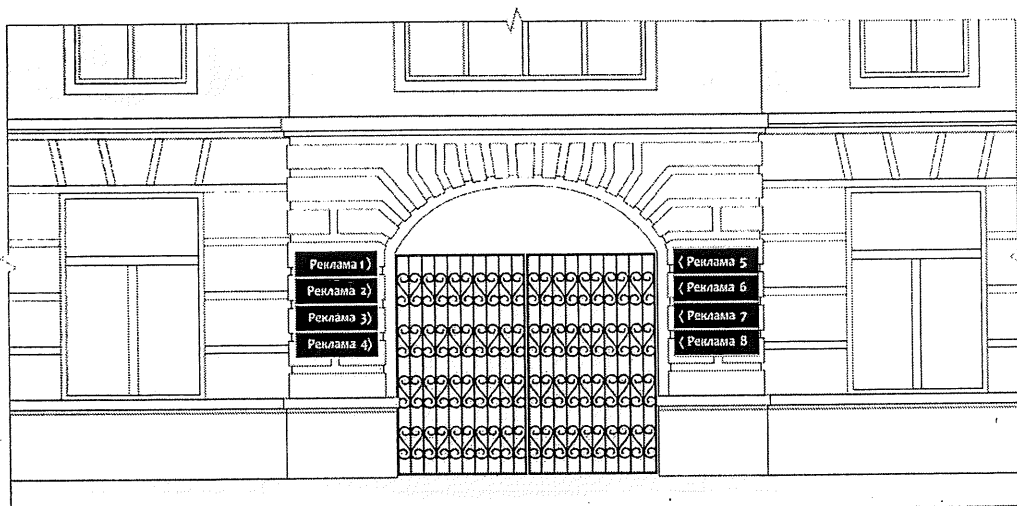 Реклама 1⟩
Реклама 2⟩
Реклама 3⟩
Реклама 4⟩
⟨ Реклама 5
⟨ Реклама 6
⟨ Реклама 7
⟨ Реклама 8